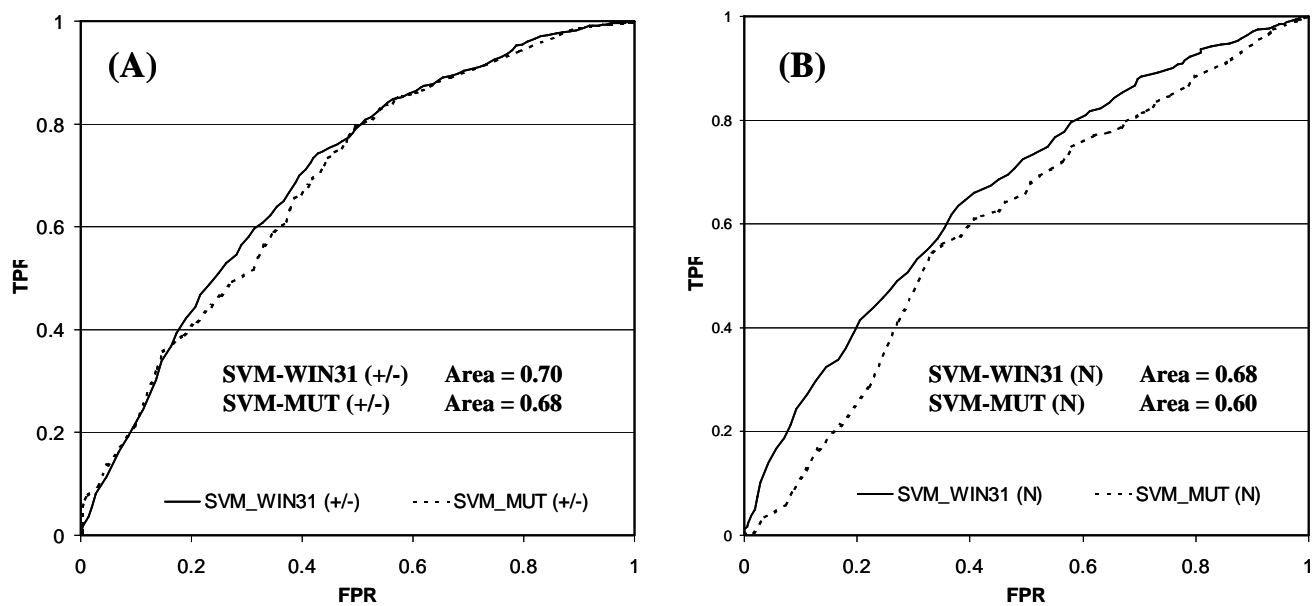 (A)
1
0.8
0.6
0.4
0.2
0
TPF
SVM-WIN31 (+/-) Area = 0.70
SVM-MUT (+/-) Area = 0.68
SVM_WIN31 (+/-) SVM_MUT (+/-)
0 0.2 0.4 0.6 0.8 1
FPR
(B)
1
0.8
0.6
0.4
0.2
0
TPF
SVM-WIN31 (N) Area = 0.68
SVM-MUT (N) Area = 0.60
SVM_WIN31 (N) SVM_MUT (N)
0 0.2 0.4 0.6 0.8 1
FPR